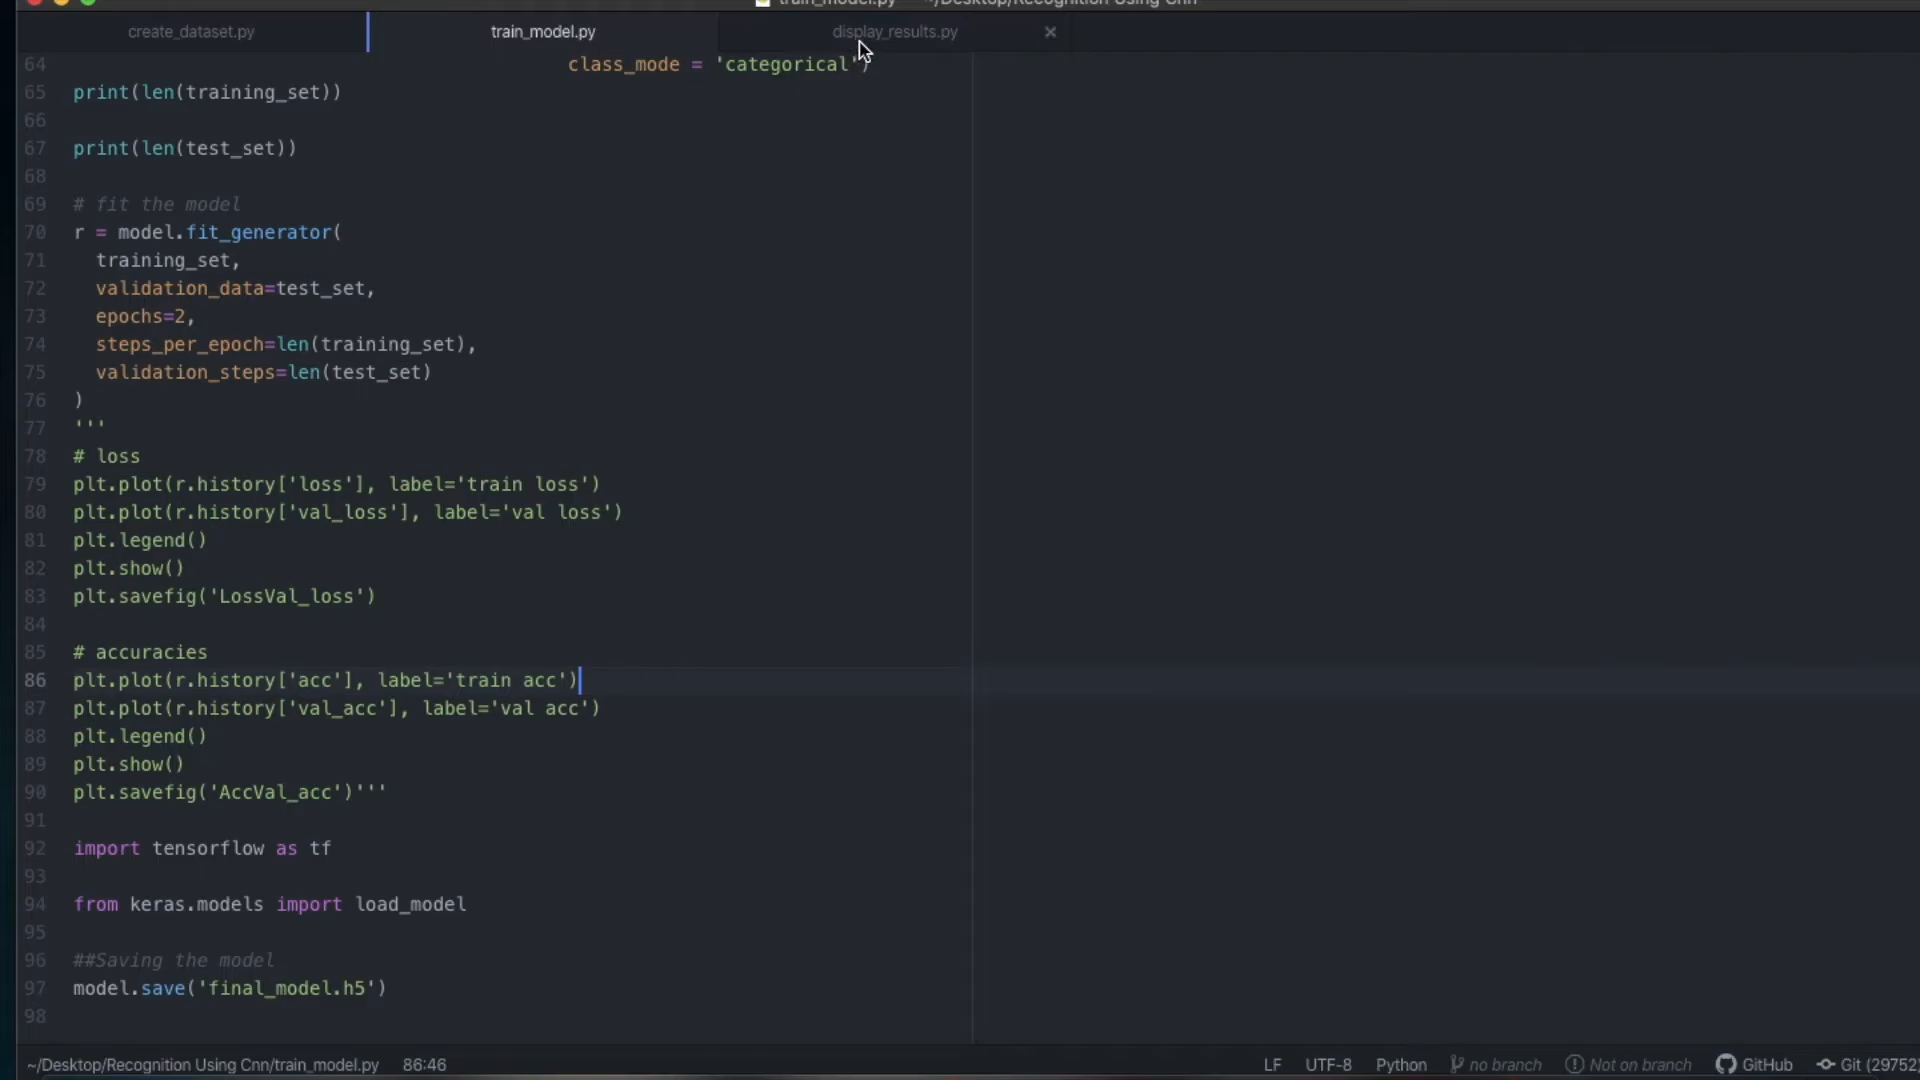 train_model.py — ~/Desktop/Recognition Using Cnn
create_dataset.py
train_model.py
display_results.py
64 class_mode = 'categorical')
65 print(len(training_set))
66
67 print(len(test_set))
68
69 # fit the model
70 r = model.fit_generator(
71   training_set,
72   validation_data=test_set,
73   epochs=2,
74   steps_per_epoch=len(training_set),
75   validation_steps=len(test_set)
76 )
77 '''
78 # loss
79 plt.plot(r.history['loss'], label='train loss')
80 plt.plot(r.history['val_loss'], label='val loss')
81 plt.legend()
82 plt.show()
83 plt.savefig('LossVal_loss')
84
85 # accuracies
86 plt.plot(r.history['acc'], label='train acc')
87 plt.plot(r.history['val_acc'], label='val acc')
88 plt.legend()
89 plt.show()
90 plt.savefig('AccVal_acc')'''
91
92 import tensorflow as tf
93
94 from keras.models import load_model
95
96 ##Saving the model
97 model.save('final_model.h5')
98
~/Desktop/Recognition Using Cnn/train_model.py 86:46 LF UTF-8 Python no branch Not on branch GitHub Git (29752)